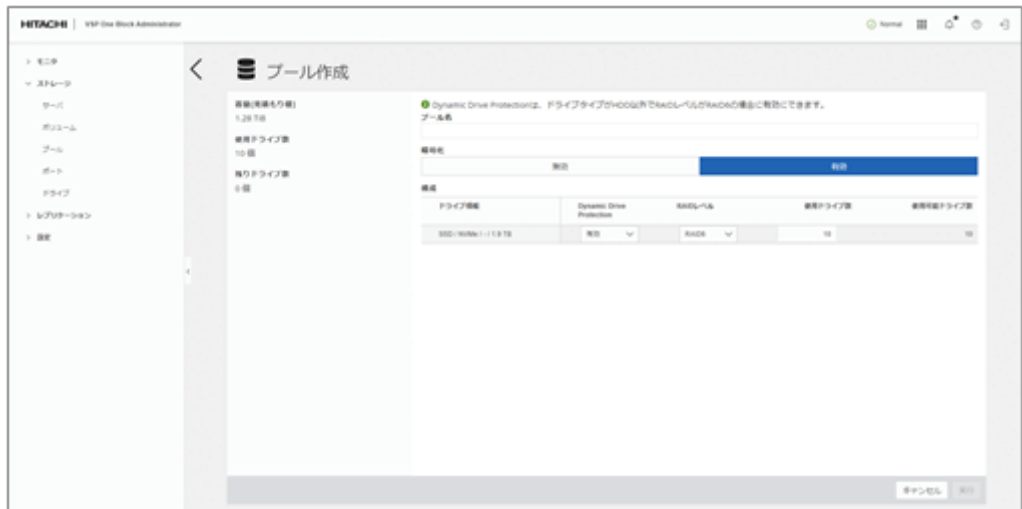 HITACHI VSP One Block Administrator
Normal
モニタ
ストレージ
サーバ
ボリューム
プール
ポート
ドライブ
レプリケーション
設定
プール作成
容量(見積もり値)
1.28 TiB
使用ドライブ数
10 個
残りドライブ数
0 個
Dynamic Drive Protectionは、ドライブタイプがHDD以外でRAIDレベルがRAID6の場合に有効にできます。
プール名
暗号化
無効 有効
構成
ドライブ情報 Dynamic Drive Protection RAIDレベル 使用ドライブ数 使用可能ドライブ数
SSD / NVMe / - / 1.9 TB 有効 RAID6 10 10
キャンセル 実行